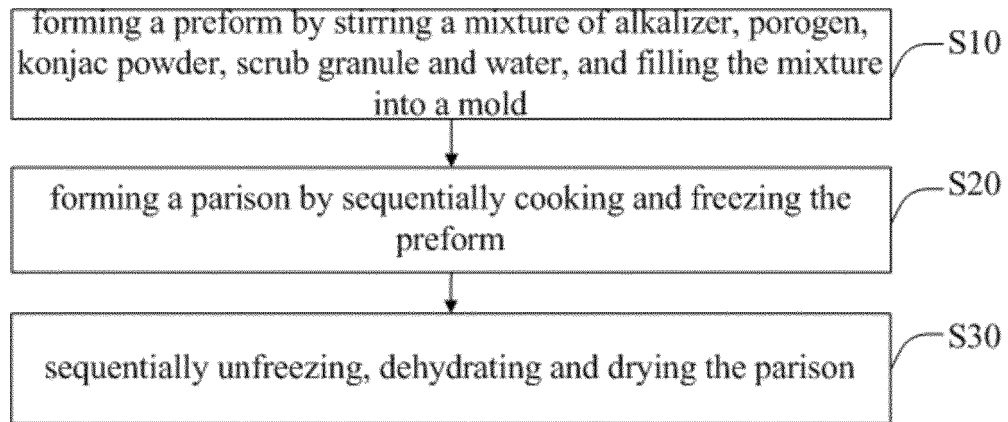 forming a preform by stirring a mixture of alkalizer, porogen,
konjac powder, scrub granule and water, and filling the mixture
into a mold
S10
forming a parison by sequentially cooking and freezing the
preform
S20
sequentially unfreezing, dehydrating and drying the parison
S30